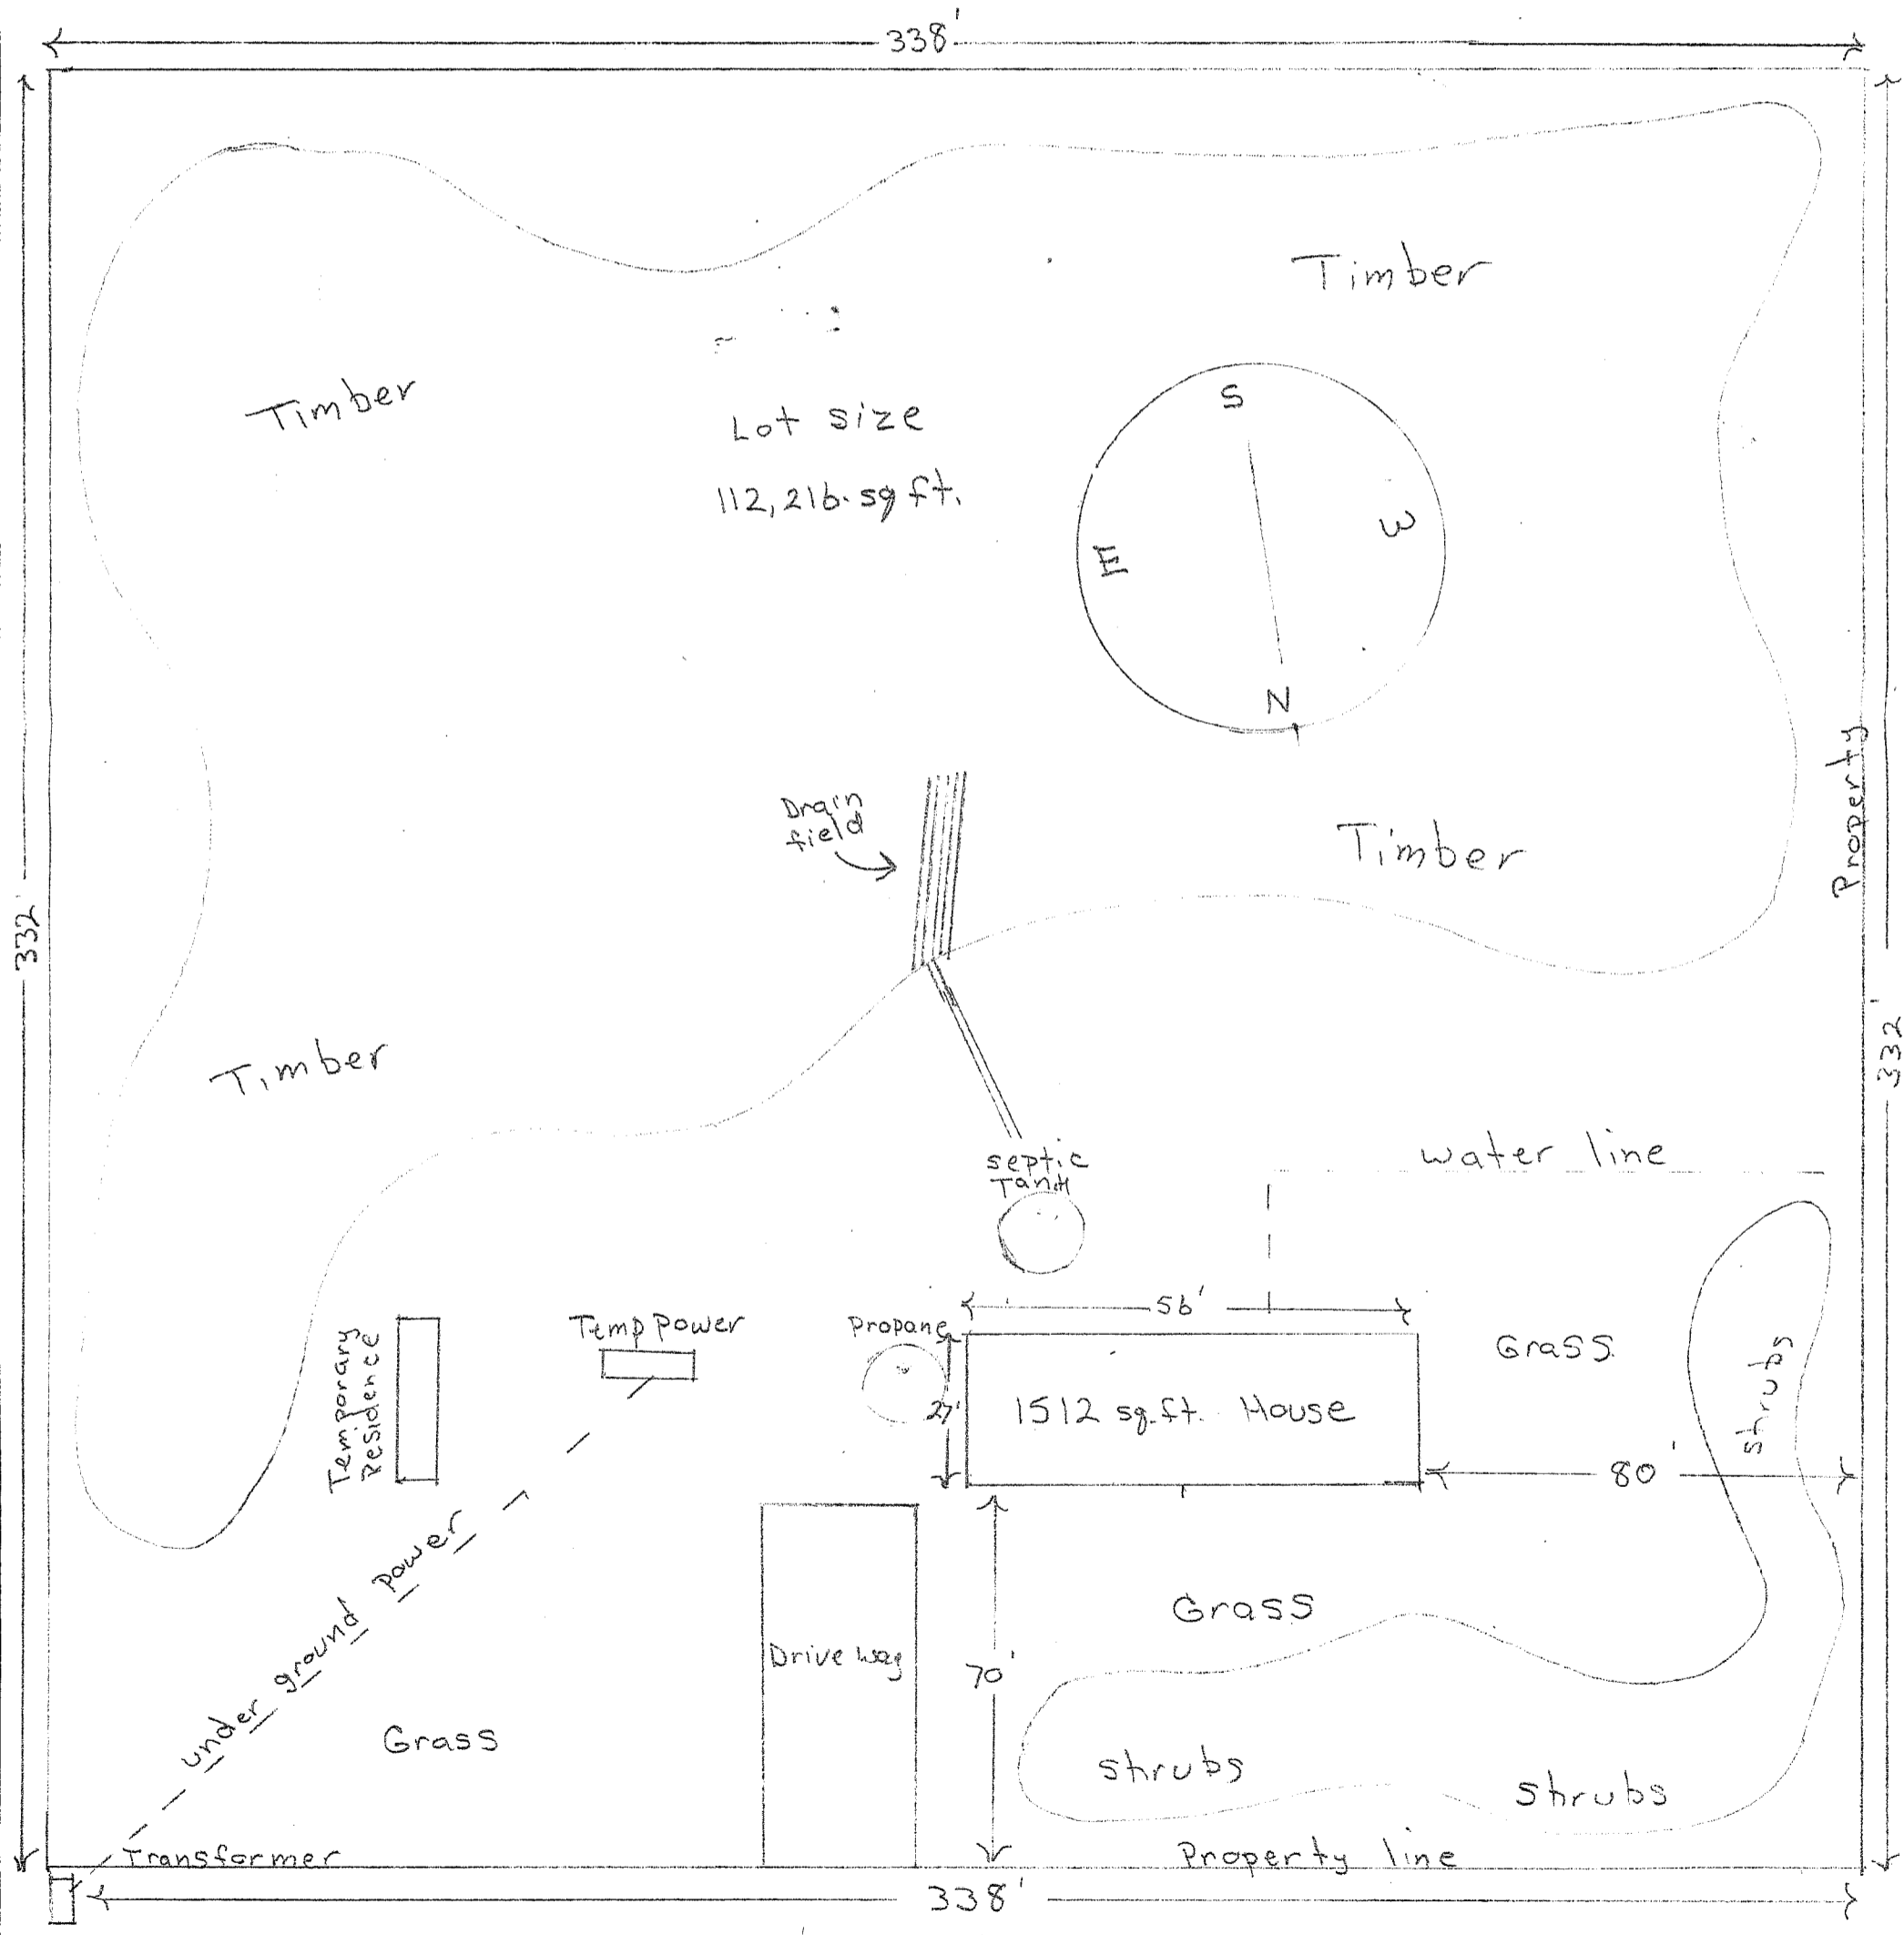 338'
Timber
Timber
Lot size
112,216.sq ft.
S
W
E
N
Property
Drain
field
Timber
332'
332'
Timber
water line
septic
Tank
56'
Temp power
Propane
Temporary
Residence
Grass
shrubs
27'
1512 sq.ft. House
80'
under ground power
Grass
Drive way
70'
Grass
shrubs
shrubs
Transformer
Property line
338'